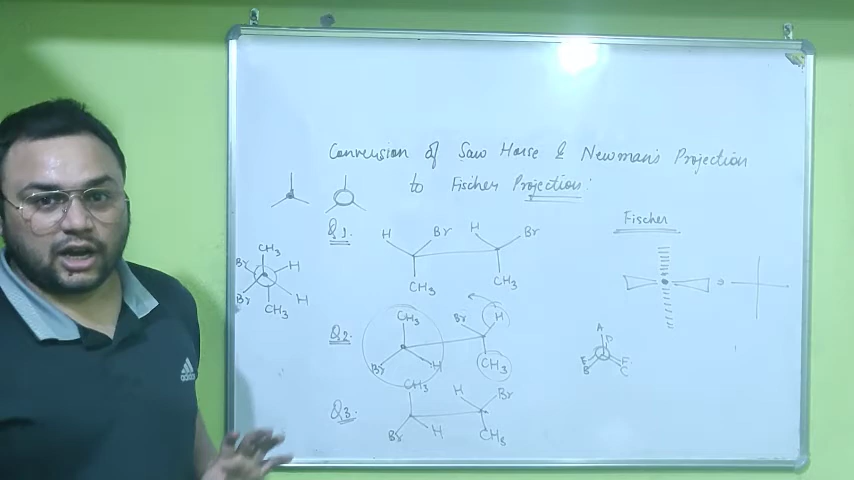 Conversion of Saw Horse & Newman's Projection
to Fischer Projection:
Q1.
H Br H Br
CH3 CH3
Fischer
CH3
Br H
Br H
CH3
Q2.
CH3 Br H
Br H CH3
A
D
E F
B C
Q3.
CH3 H Br
Br H CH3
adidas